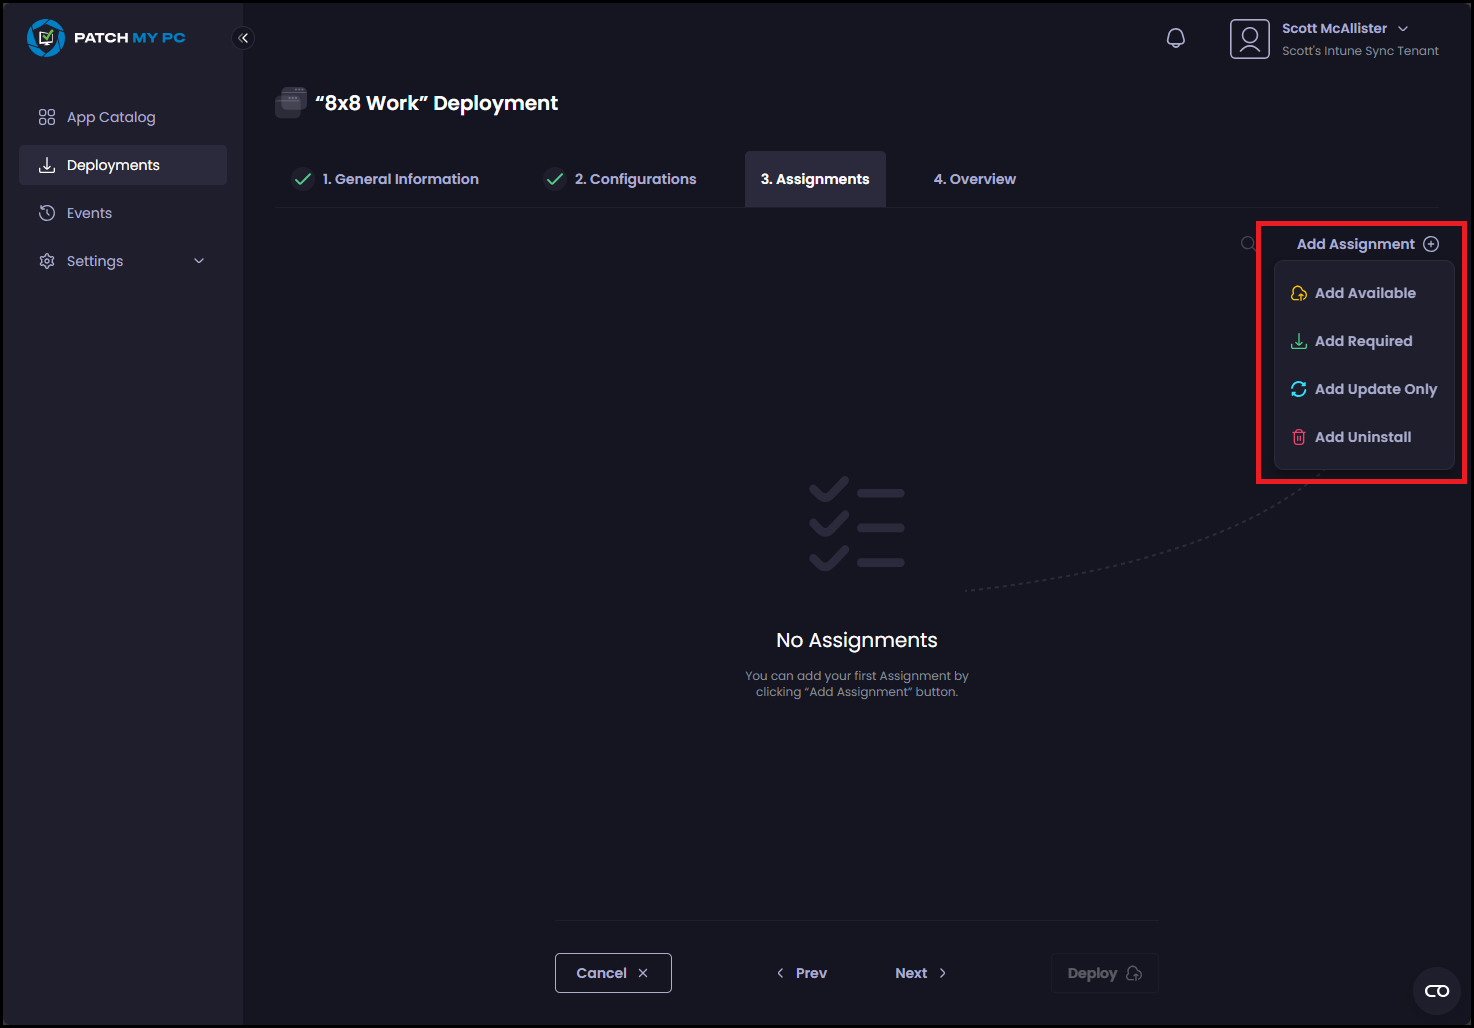 PATCH MY PC
Scott McAllister
Scott's Intune Sync Tenant
App Catalog
Deployments
Events
Settings
“8x8 Work” Deployment
1. General Information
2. Configurations
3. Assignments
4. Overview
Add Assignment
Add Available
Add Required
Add Update Only
Add Uninstall
No Assignments
You can add your first Assignment by
clicking “Add Assignment” button.
Cancel
Prev
Next
Deploy